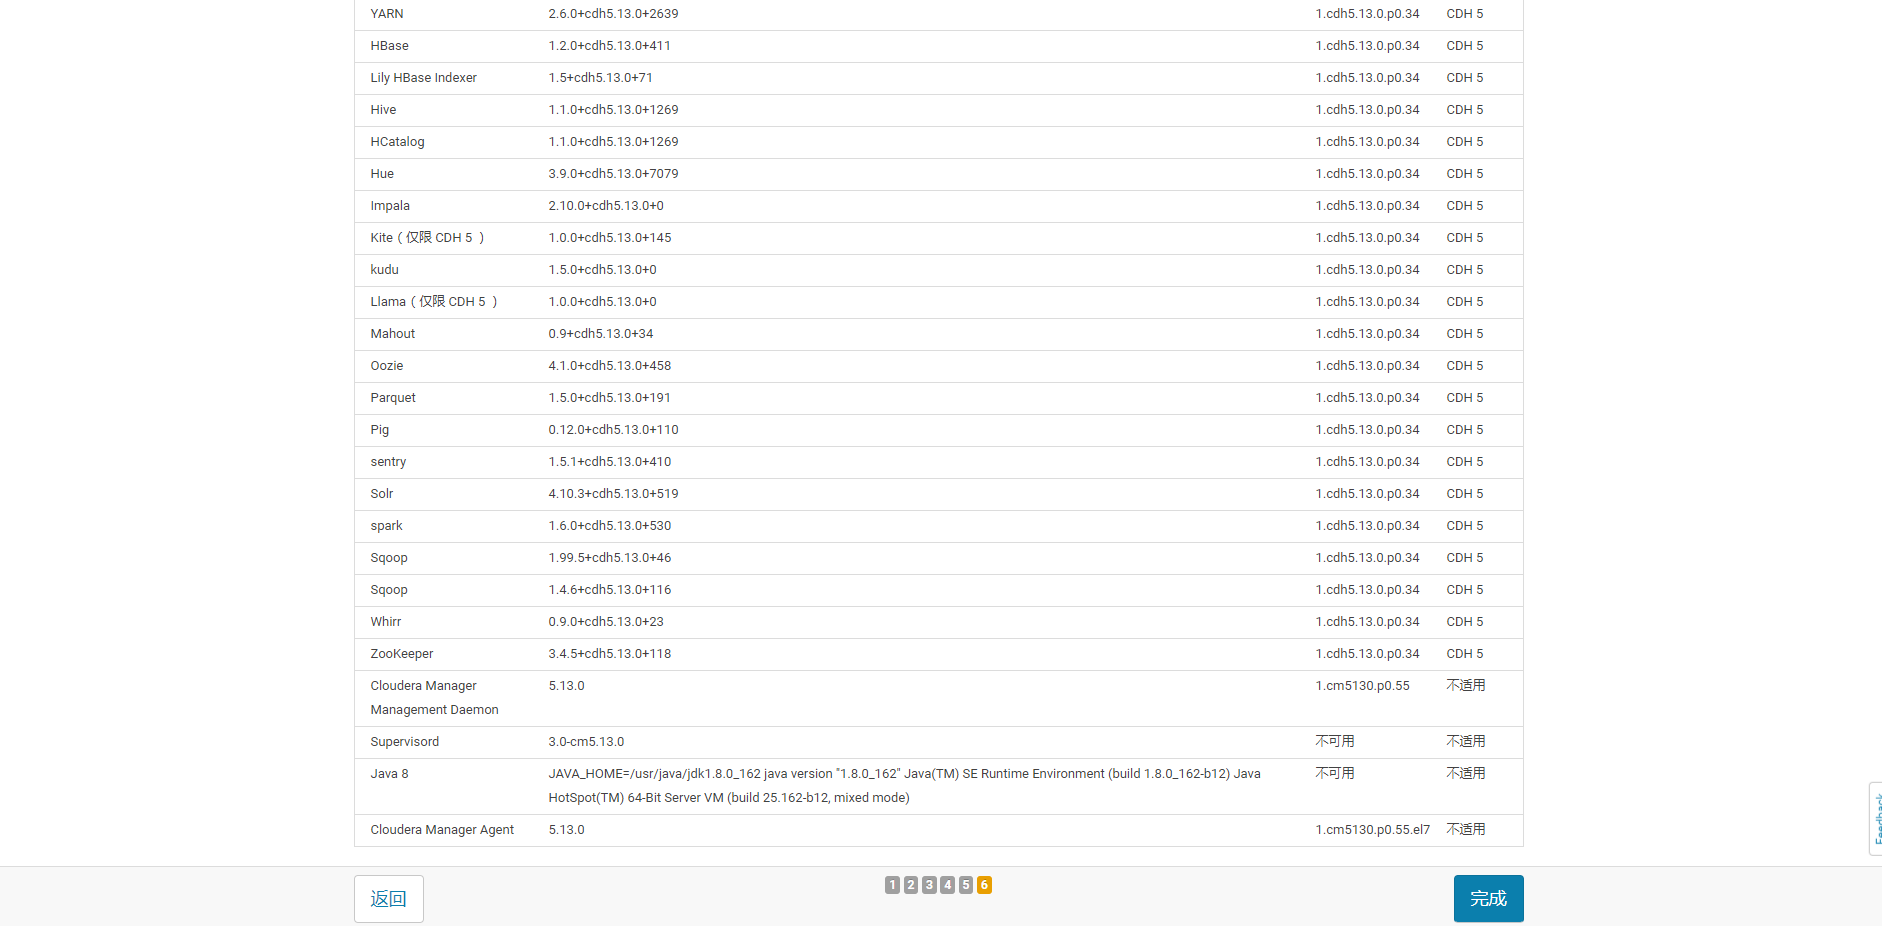 YARN 2.6.0+cdh5.13.0+2639 1.cdh5.13.0.p0.34 CDH 5
HBase 1.2.0+cdh5.13.0+411 1.cdh5.13.0.p0.34 CDH 5
Lily HBase Indexer 1.5+cdh5.13.0+71 1.cdh5.13.0.p0.34 CDH 5
Hive 1.1.0+cdh5.13.0+1269 1.cdh5.13.0.p0.34 CDH 5
HCatalog 1.1.0+cdh5.13.0+1269 1.cdh5.13.0.p0.34 CDH 5
Hue 3.9.0+cdh5.13.0+7079 1.cdh5.13.0.p0.34 CDH 5
Impala 2.10.0+cdh5.13.0+0 1.cdh5.13.0.p0.34 CDH 5
Kite（仅限 CDH 5 ） 1.0.0+cdh5.13.0+145 1.cdh5.13.0.p0.34 CDH 5
kudu 1.5.0+cdh5.13.0+0 1.cdh5.13.0.p0.34 CDH 5
Llama（仅限 CDH 5 ） 1.0.0+cdh5.13.0+0 1.cdh5.13.0.p0.34 CDH 5
Mahout 0.9+cdh5.13.0+34 1.cdh5.13.0.p0.34 CDH 5
Oozie 4.1.0+cdh5.13.0+458 1.cdh5.13.0.p0.34 CDH 5
Parquet 1.5.0+cdh5.13.0+191 1.cdh5.13.0.p0.34 CDH 5
Pig 0.12.0+cdh5.13.0+110 1.cdh5.13.0.p0.34 CDH 5
sentry 1.5.1+cdh5.13.0+410 1.cdh5.13.0.p0.34 CDH 5
Solr 4.10.3+cdh5.13.0+519 1.cdh5.13.0.p0.34 CDH 5
spark 1.6.0+cdh5.13.0+530 1.cdh5.13.0.p0.34 CDH 5
Sqoop 1.99.5+cdh5.13.0+46 1.cdh5.13.0.p0.34 CDH 5
Sqoop 1.4.6+cdh5.13.0+116 1.cdh5.13.0.p0.34 CDH 5
Whirr 0.9.0+cdh5.13.0+23 1.cdh5.13.0.p0.34 CDH 5
ZooKeeper 3.4.5+cdh5.13.0+118 1.cdh5.13.0.p0.34 CDH 5
Cloudera Manager 5.13.0 1.cm5130.p0.55 不适用
Management Daemon
Supervisord 3.0-cm5.13.0 不可用 不适用
Java 8 JAVA_HOME=/usr/java/jdk1.8.0_162 java version "1.8.0_162" Java(TM) SE Runtime Environment (build 1.8.0_162-b12) Java 不可用 不适用
HotSpot(TM) 64-Bit Server VM (build 25.162-b12, mixed mode)
Cloudera Manager Agent 5.13.0 1.cm5130.p0.55.el7 不适用
Feedback
返回 1 2 3 4 5 6 完成